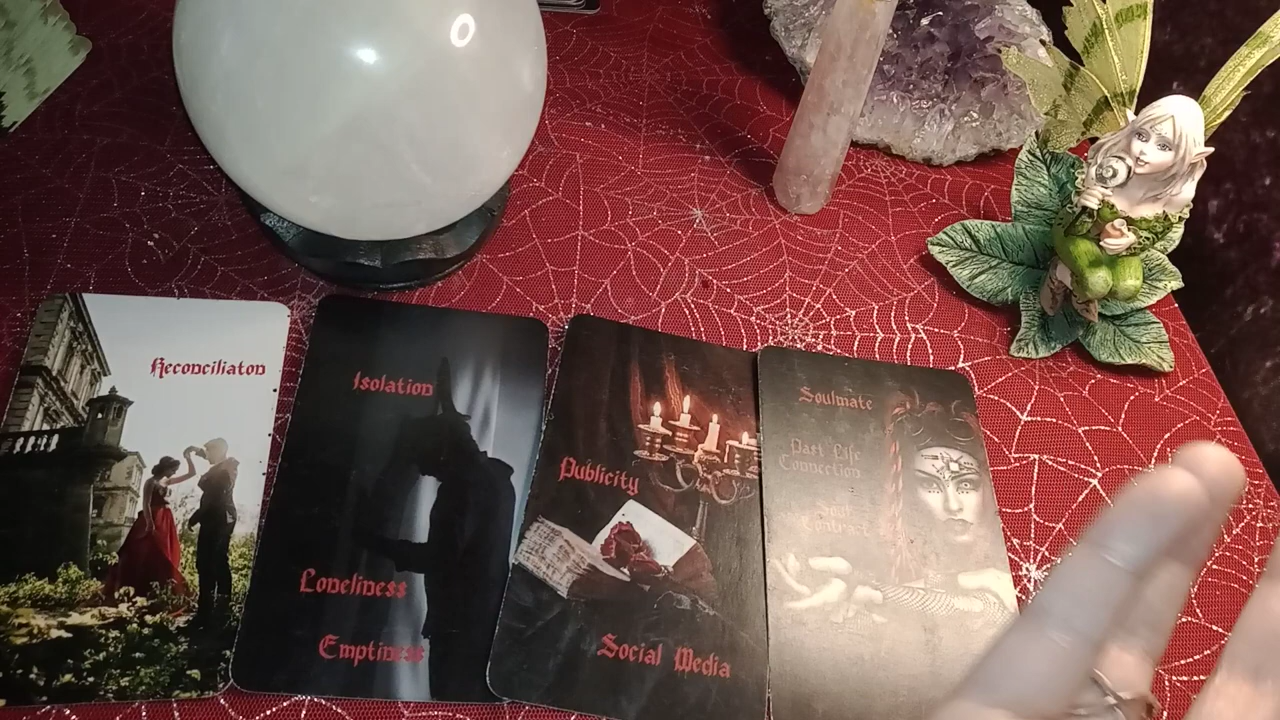 Reconciliaton
Isolation
Loneliness
Emptiness
Publicity
Social Media
Soulmate
Past Life
Connection
Soul
Contract